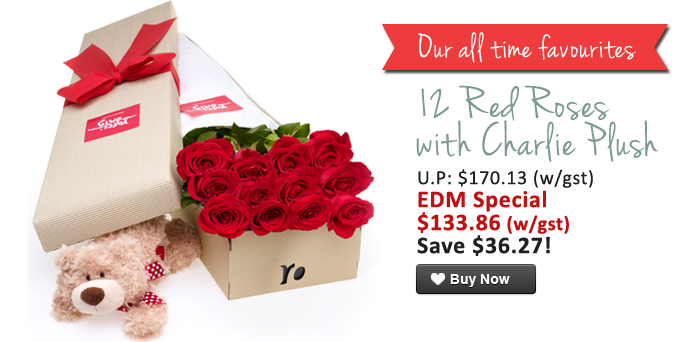 Our all time favourites
12 Red Roses
with Charlie Plush
U.P: $170.13 (w/gst)
EDM Special
$133.86 (w/gst)
Save $36.27!
Buy Now
ro